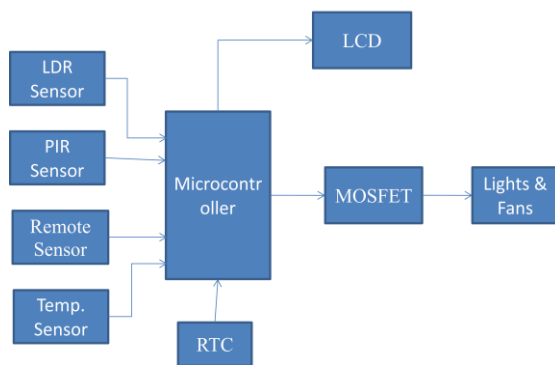 LCD
LDR
Sensor
PIR
Sensor
Microcontr
oller
MOSFET
Lights &
Fans
Remote
Sensor
Temp.
Sensor
RTC